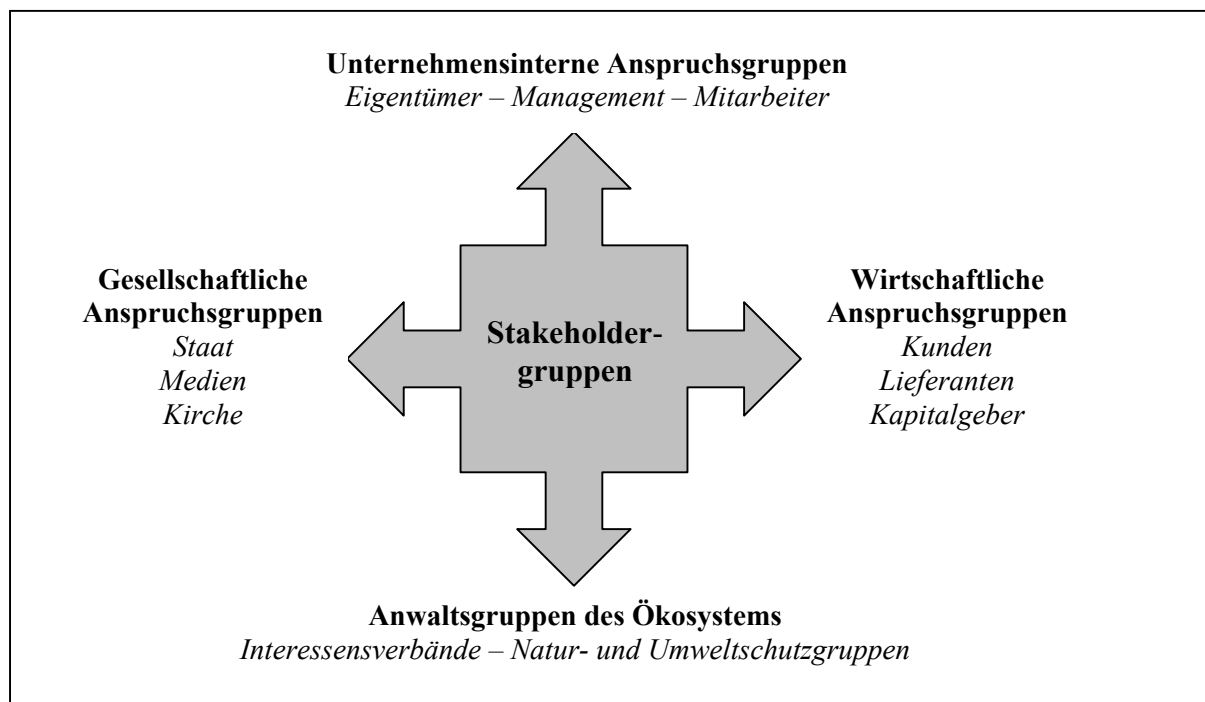 Unternehmensinterne Anspruchsgruppen
Eigentümer – Management – Mitarbeiter
Gesellschaftliche
Anspruchsgruppen
Staat
Medien
Kirche
Stakeholder-
gruppen
Wirtschaftliche
Anspruchsgruppen
Kunden
Lieferanten
Kapitalgeber
Anwaltsgruppen des Ökosystems
Interessensverbände – Natur- und Umweltschutzgruppen